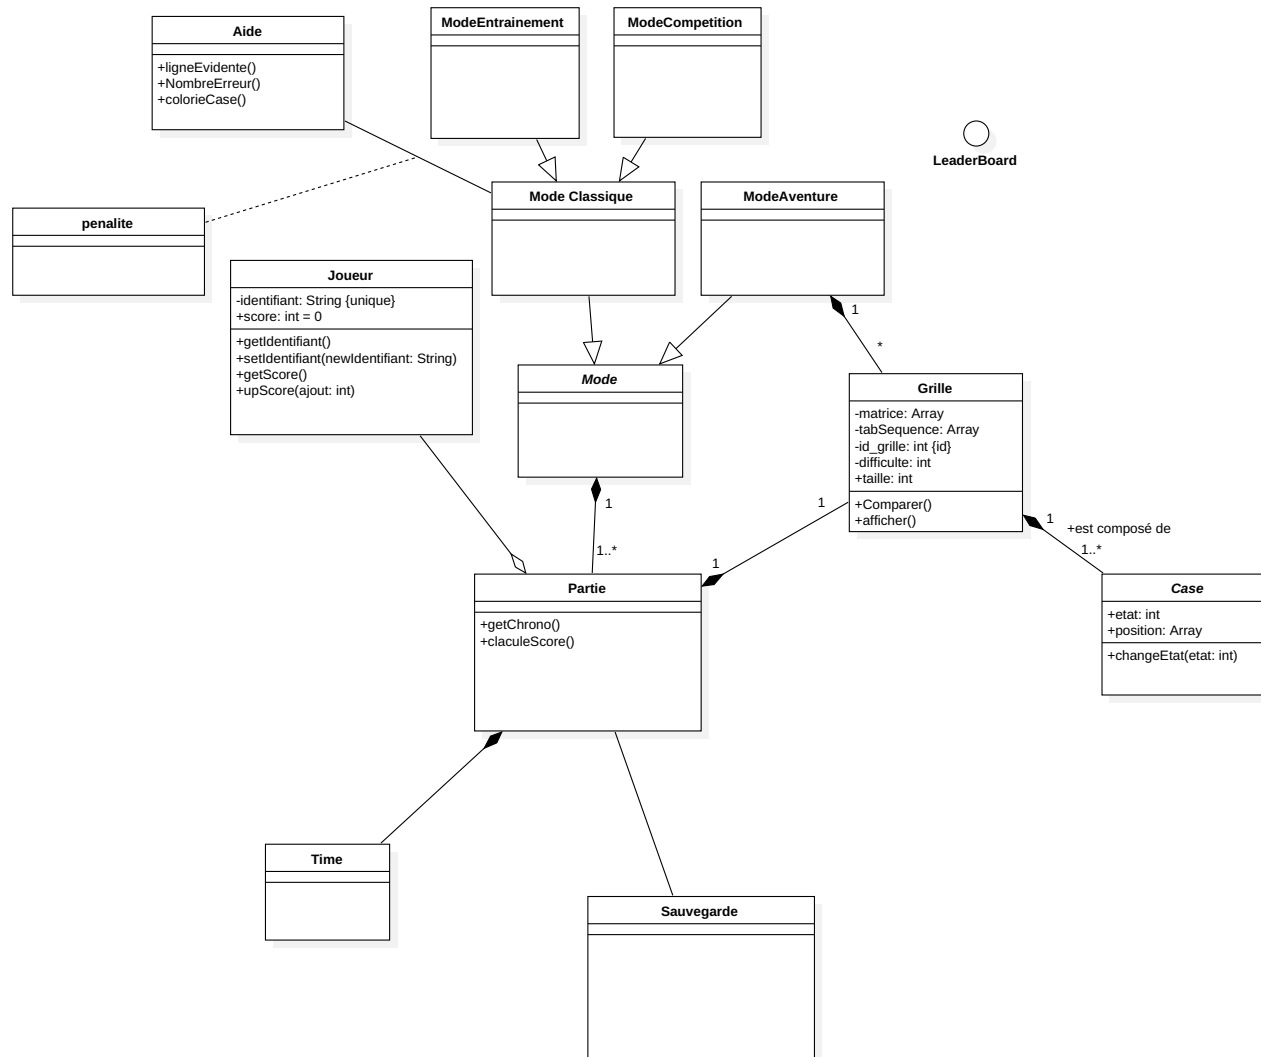 ModeEntrainement
ModeCompetition
Aide
+ligneEvidente()
+NombreErreur()
+colorieCase()
LeaderBoard
penalite
Mode Classique
ModeAventure
Joueur
-identifiant: String {unique}
+score: int = 0
+getIdentifiant()
+setIdentifiant(newIdentifiant: String)
+getScore()
+upScore(ajout: int)
1
*
Mode
Grille
-matrice: Array
-tabSequence: Array
-id_grille: int {id}
-difficulte: int
+taille: int
+Comparer()
+afficher()
1
1..*
1
1
1
+est composé de
1..*
Partie
+getChrono()
+claculeScore()
Case
+etat: int
+position: Array
+changeEtat(etat: int)
Time
Sauvegarde